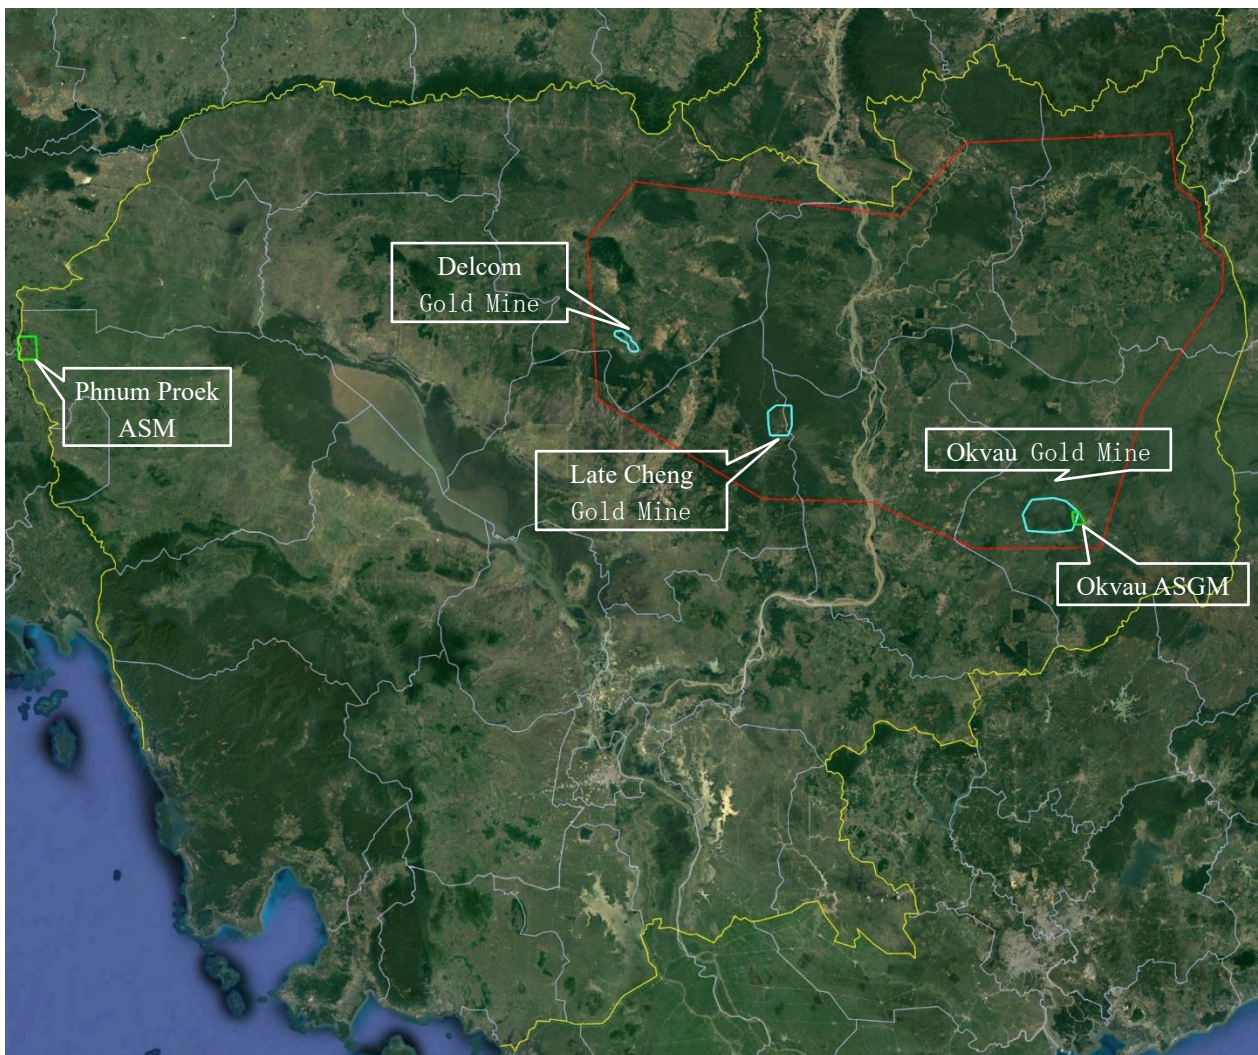 Delcom
Gold Mine
Phnum Proek
ASM
Late Cheng
Gold Mine
Okvau Gold Mine
Okvau ASGM